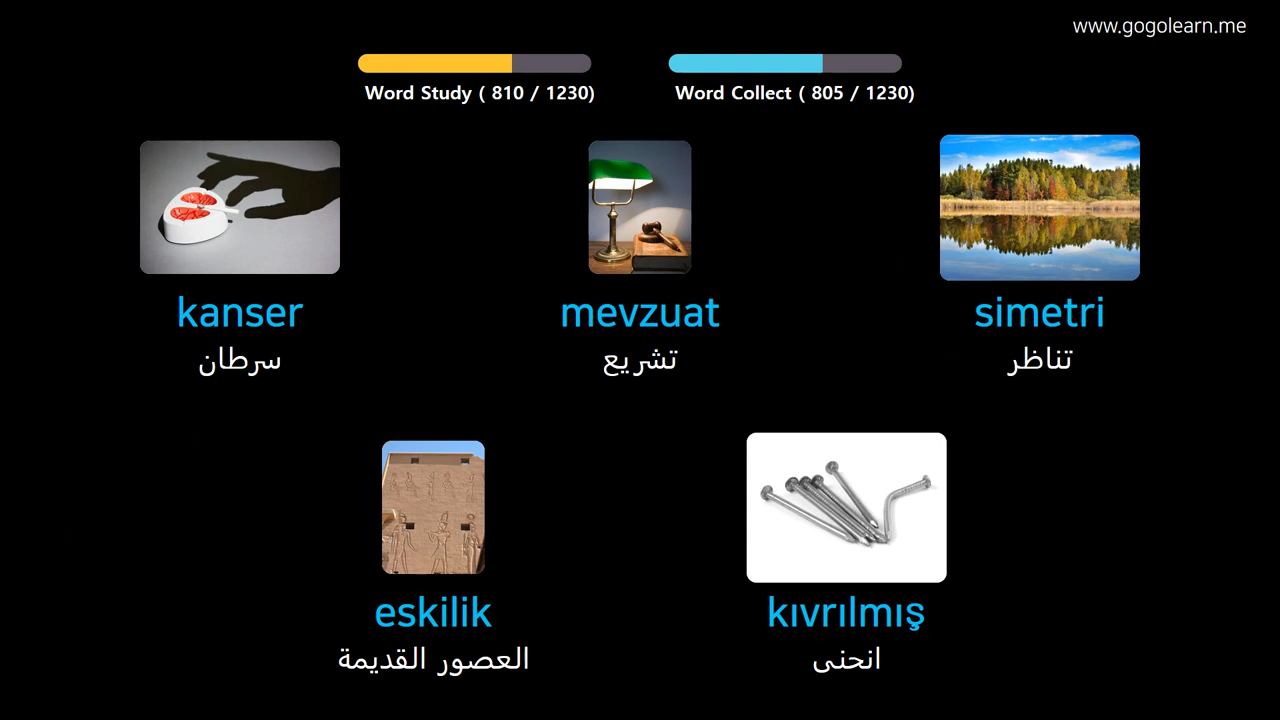 www.gogolearn.me
Word Study ( 810 / 1230)
Word Collect ( 805 / 1230)
kanser
سرطان
mevzuat
تشريع
simetri
تناظر
eskilik
العصور القديمة
kıvrılmış
انحنى